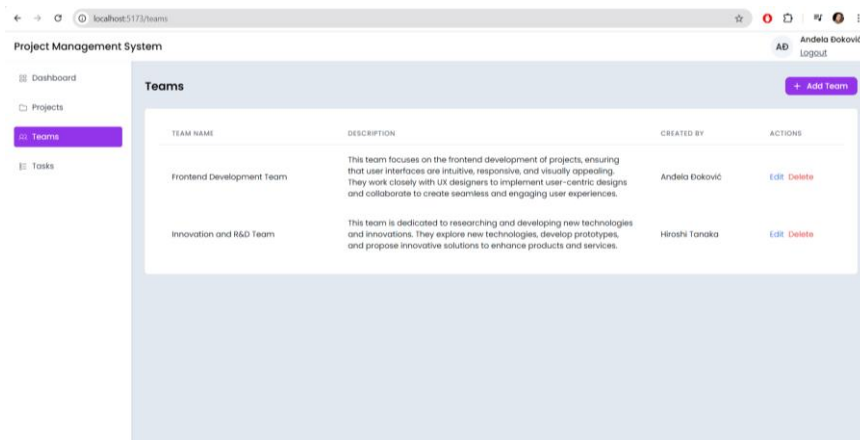 localhost:5173/teams
Project Management System
AĐ
Anđela Đoković
Logout
Dashboard
Projects
Teams
Tasks
Teams
+ Add Team
TEAM NAME
DESCRIPTION
CREATED BY
ACTIONS
Frontend Development Team
This team focuses on the frontend development of projects, ensuring
that user interfaces are intuitive, responsive, and visually appealing.
They work closely with UX designers to implement user-centric designs
and collaborate to create seamless and engaging user experiences.
Anđela Đoković
Edit Delete
Innovation and R&D Team
This team is dedicated to researching and developing new technologies
and innovations. They explore new technologies, develop prototypes,
and propose innovative solutions to enhance products and services.
Hiroshi Tanaka
Edit Delete